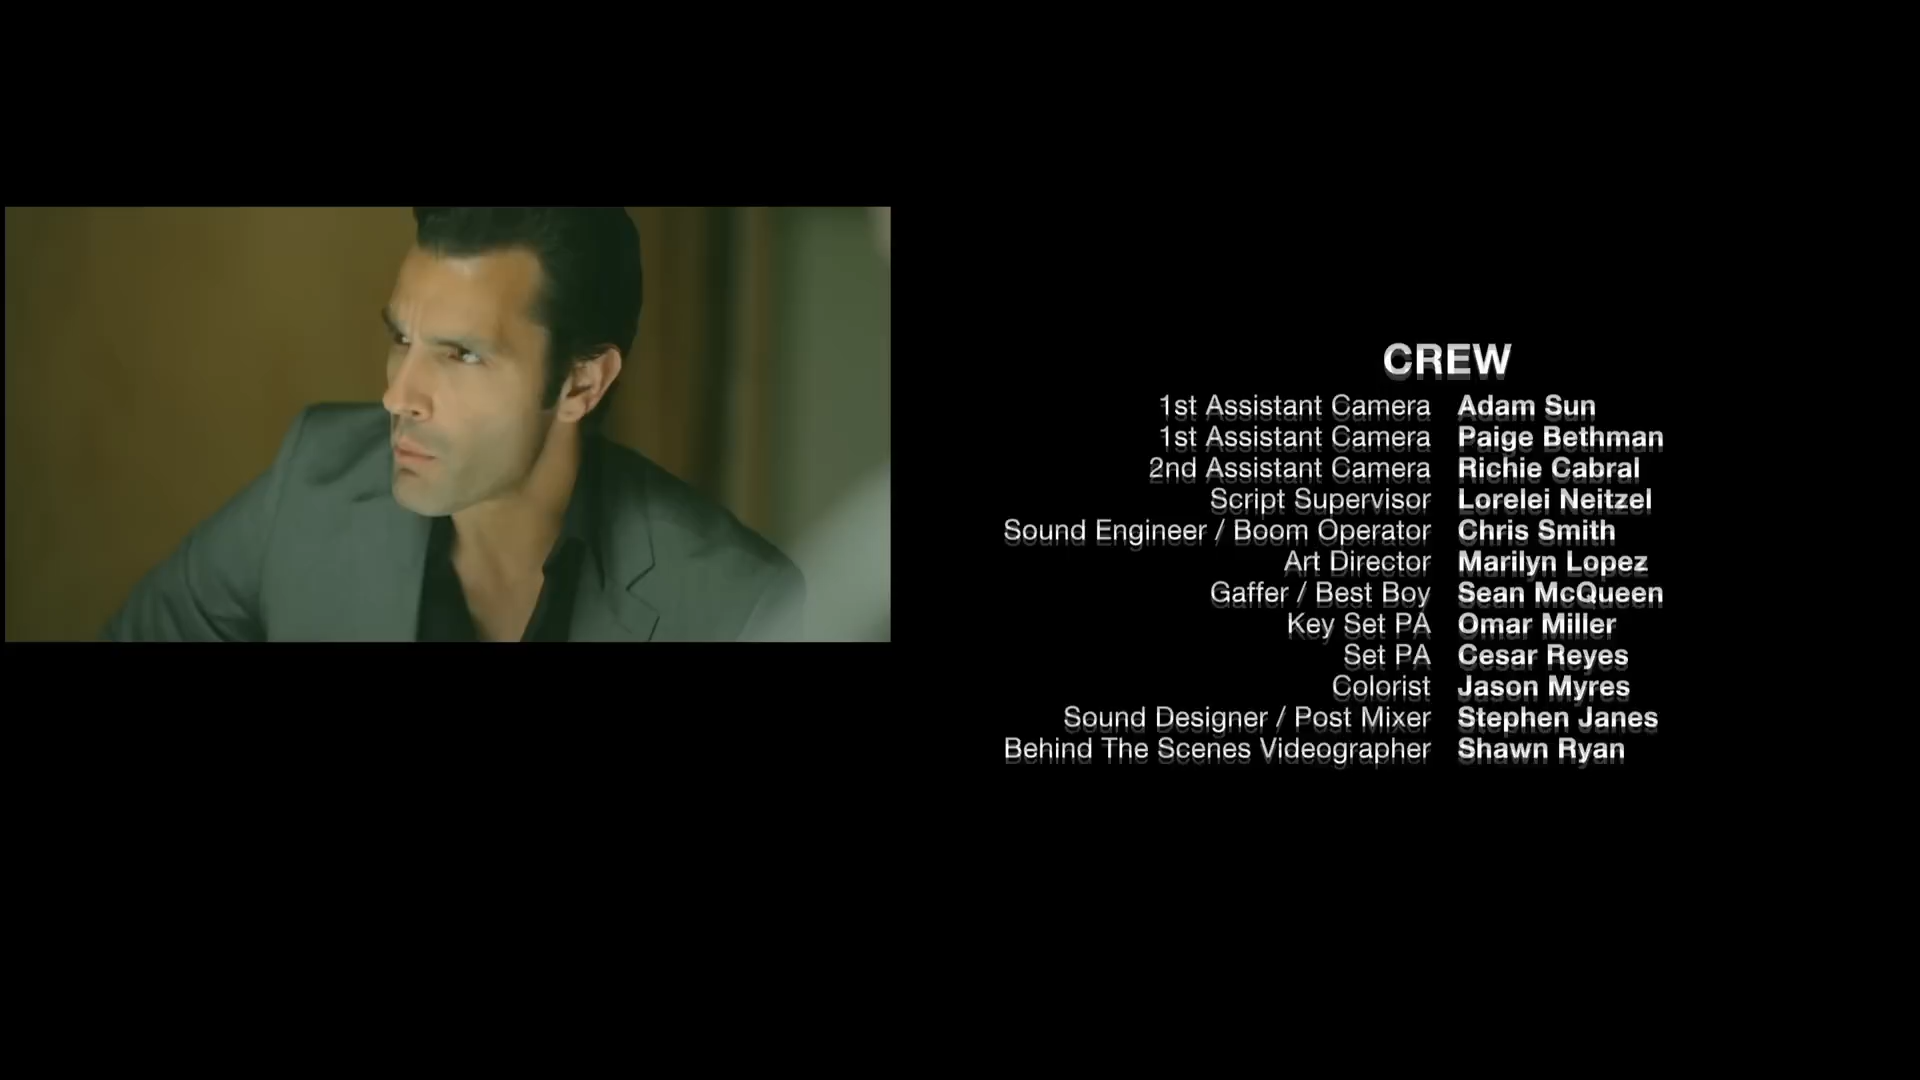 CREW
1st Assistant Camera Adam Sun
1st Assistant Camera Paige Bethman
2nd Assistant Camera Richie Cabral
Script Supervisor Lorelei Neitzel
Sound Engineer / Boom Operator Chris Smith
Art Director Marilyn Lopez
Gaffer / Best Boy Sean McQueen
Key Set PA Omar Miller
Set PA Cesar Reyes
Colorist Jason Myres
Sound Designer / Post Mixer Stephen Janes
Behind The Scenes Videographer Shawn Ryan